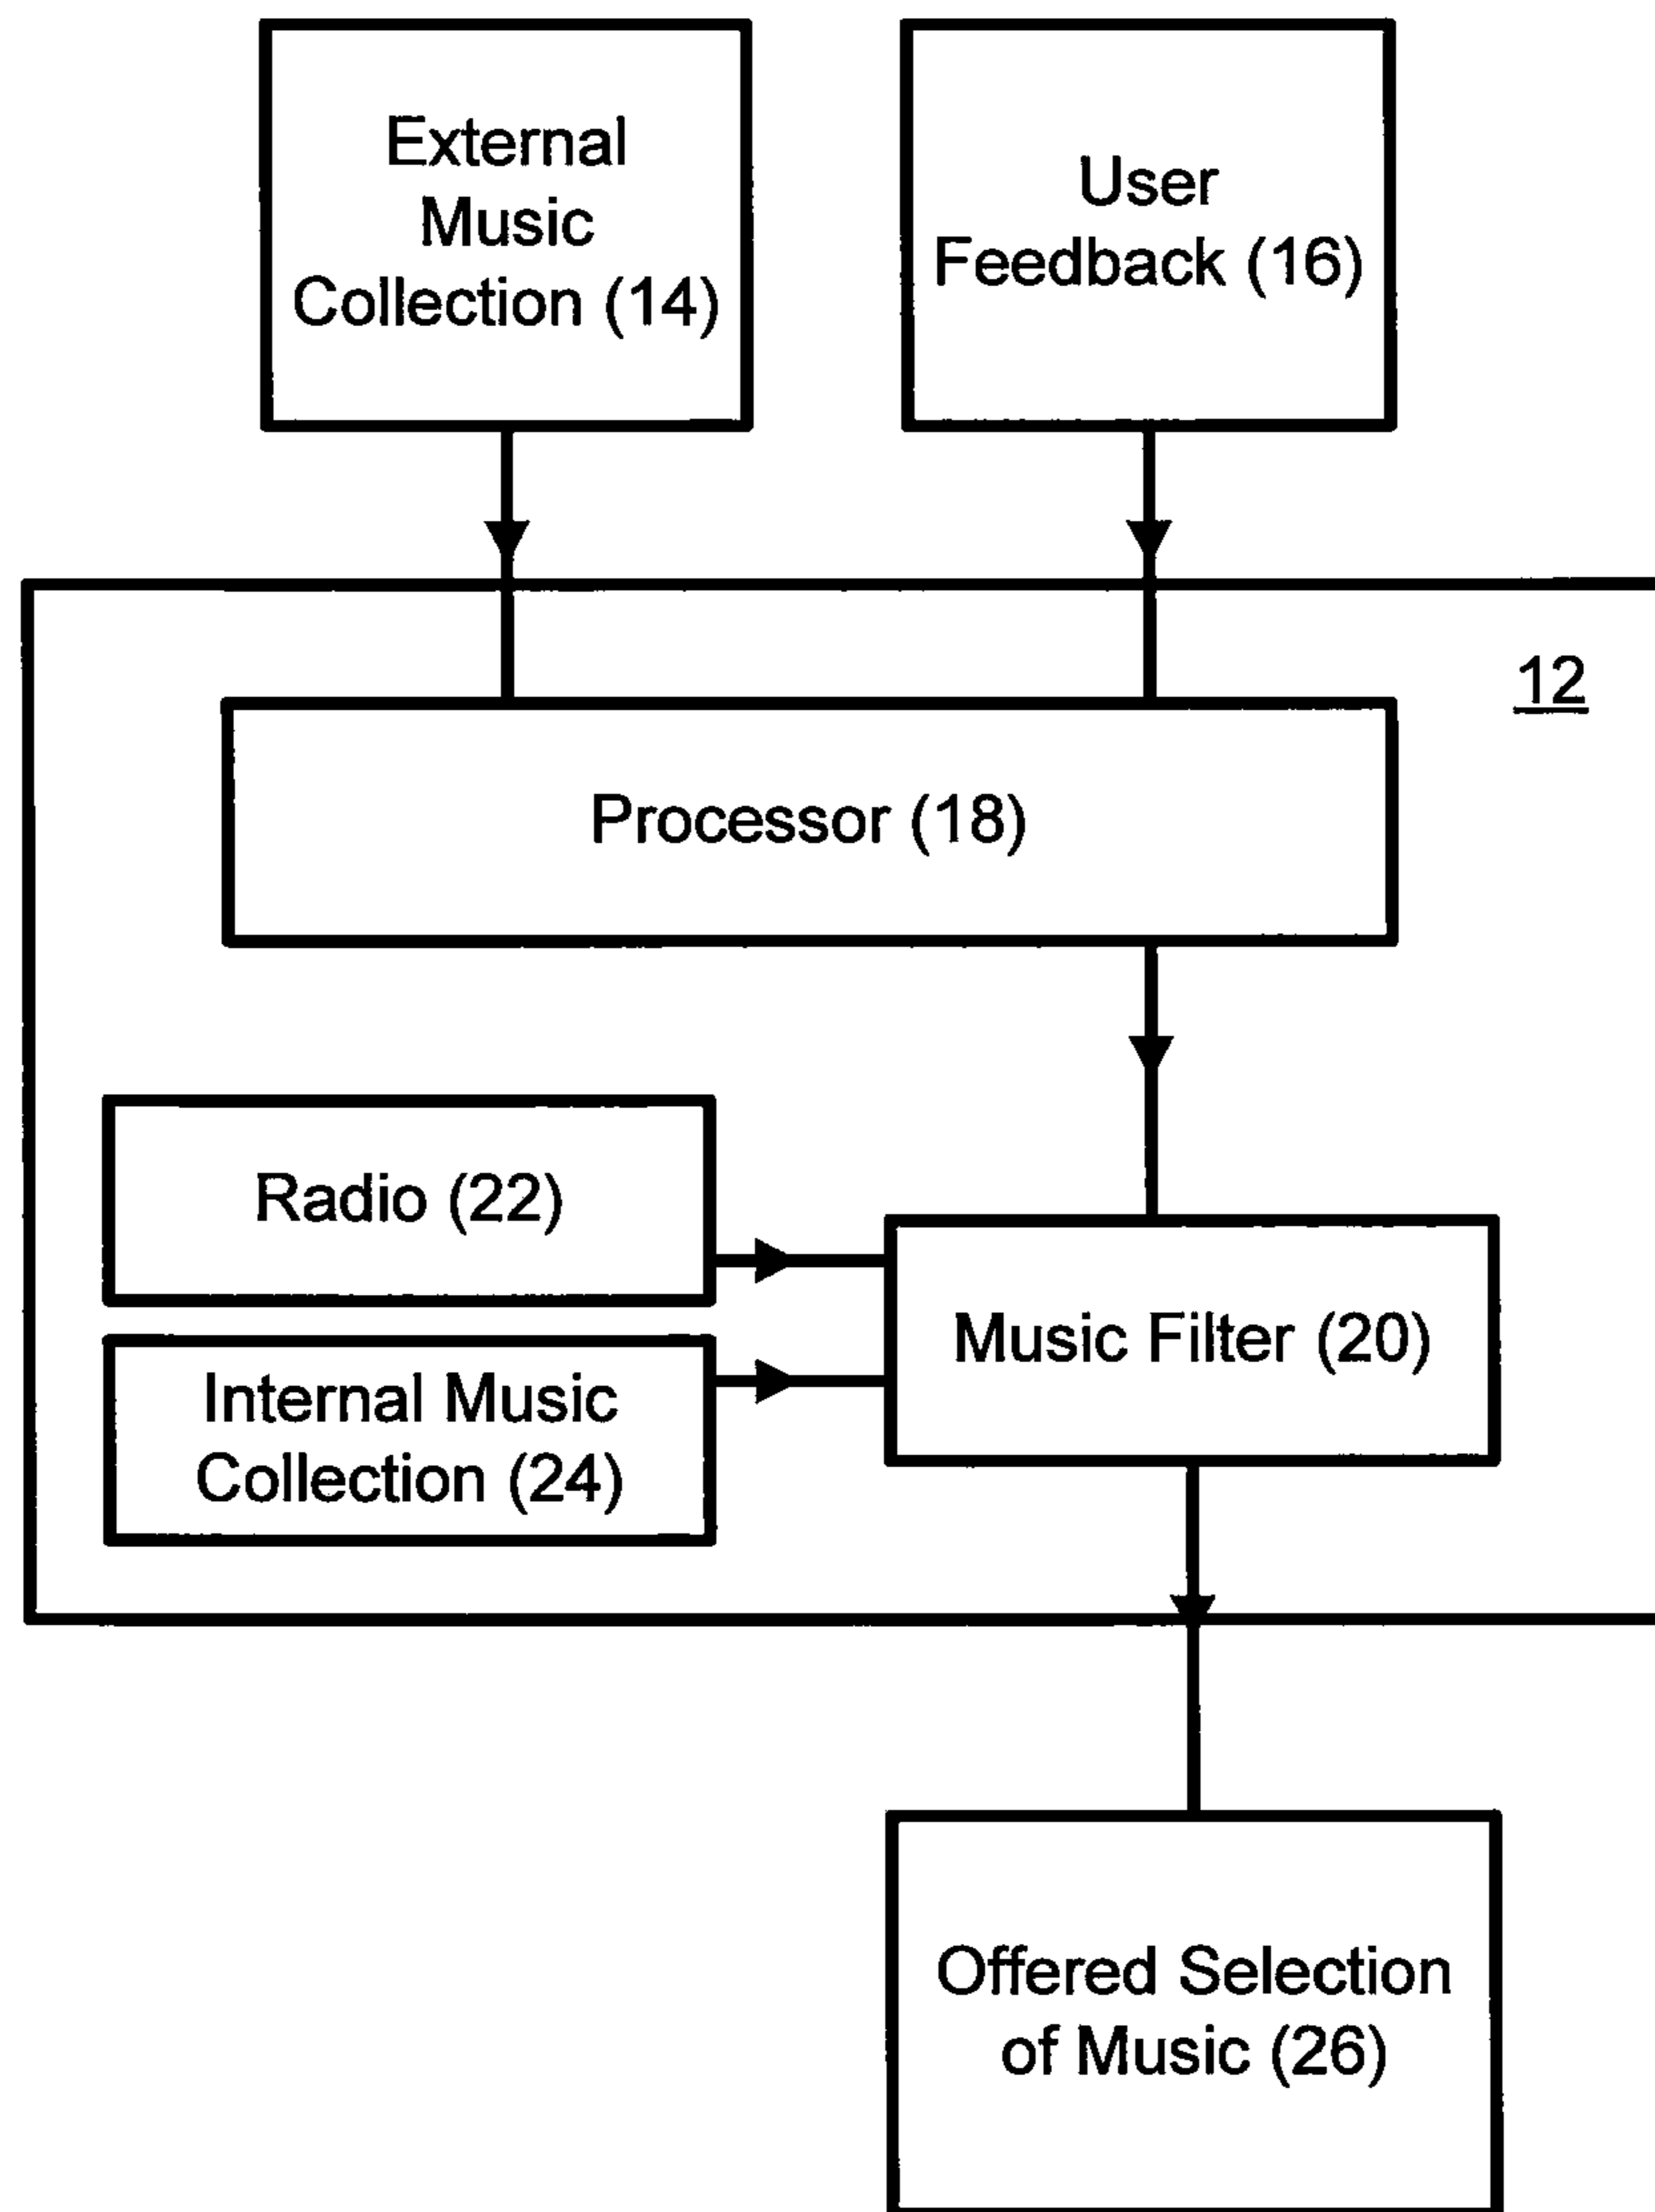 External
Music
Collection (14)
User
Feedback (16)
12
Processor (18)
Radio (22)
Internal Music
Collection (24)
Music Filter (20)
Offered Selection
of Music (26)